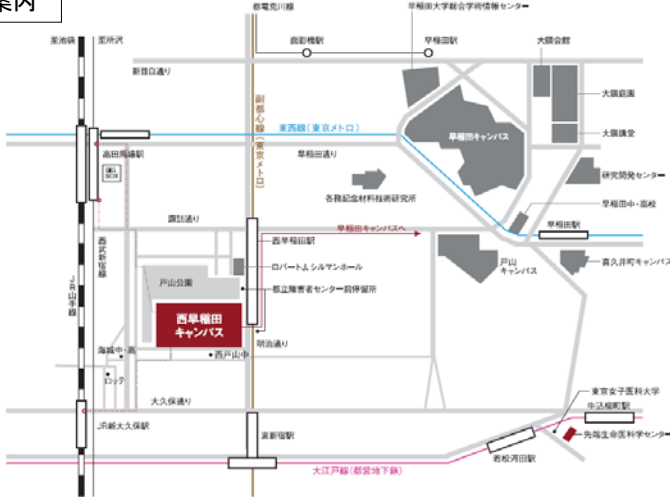 案内
至池袋
至所沢
都電荒川線
早稲田大学総合学術情報センター
面影橋駅
早稲田駅
大隈会館
新目白通り
大隈庭園
副都心線(東京メトロ)
東西線(東京メトロ)
早稲田キャンパス
大隈講堂
高田馬場駅
早稲田通り
BIG
BOX
各務記念材料技術研究所
研究開発センター
早稲田中・高校
諏訪通り
早稲田キャンパスへ
早稲田駅
西早稲田駅
西武新宿線
ロバートJ.シルマンホール
戸山
キャンパス
喜久井町キャンパス
戸山公園
都立障害者センター前停留所
JR山手線
西早稲田
キャンパス
明治通り
海城中・高
西戸山中
ロッテ
大久保通り
東京女子医科大学
牛込柳町駅
JR新大久保駅
東新宿駅
先端生命医科学センター
若松河田駅
大江戸線(都営地下鉄)